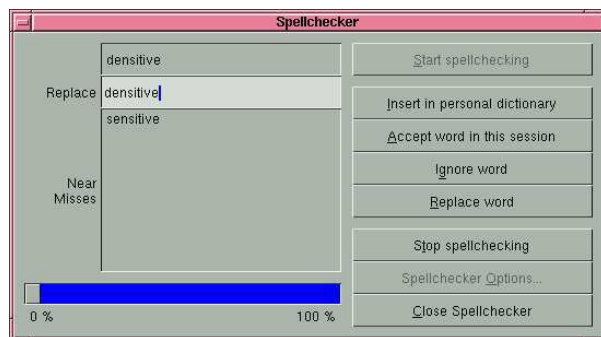 Spellchecker
densitive
Replace densitive
sensitive
Near
Misses
0 % 100 %
Start spellchecking
Insert in personal dictionary
Accept word in this session
Ignore word
Replace word
Stop spellchecking
Spellchecker Options...
Close Spellchecker